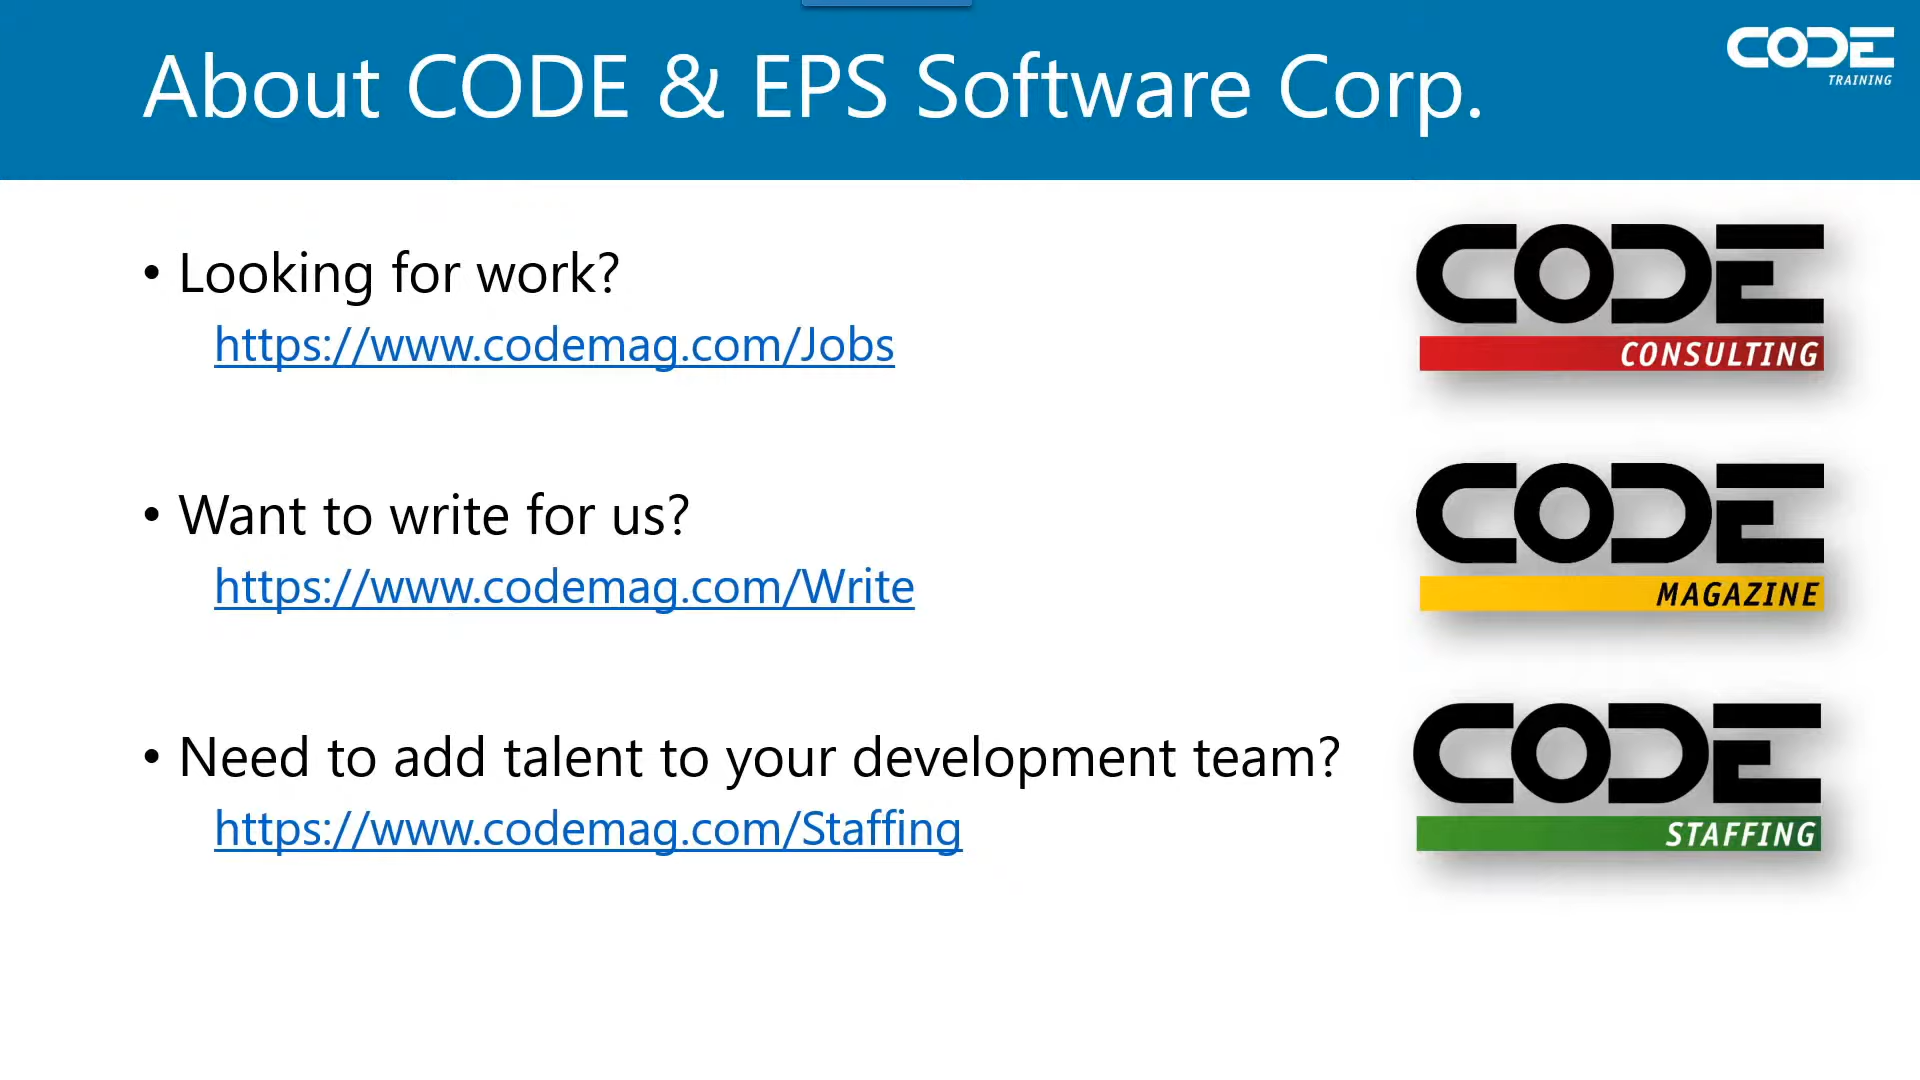 About CODE & EPS Software Corp.
CODE
TRAINING
• Looking for work?
https://www.codemag.com/Jobs
CODE
CONSULTING
• Want to write for us?
https://www.codemag.com/Write
CODE
MAGAZINE
• Need to add talent to your development team?
https://www.codemag.com/Staffing
CODE
STAFFING